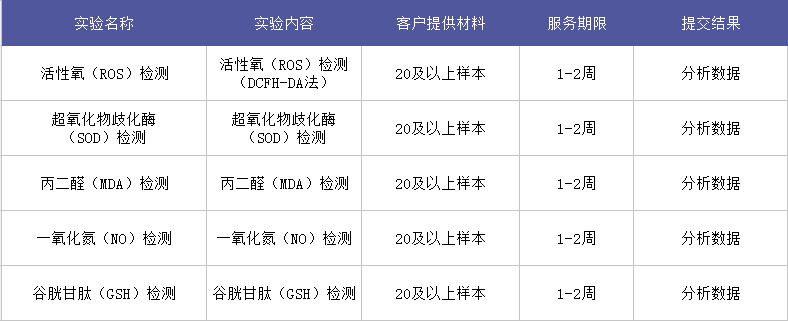 实验名称 实验内容 客户提供材料 服务期限 提交结果
活性氧（ROS）检测 活性氧（ROS）检测
（DCFH-DA法） 20及以上样本 1-2周 分析数据
超氧化物歧化酶
（SOD）检测 超氧化物歧化酶
（SOD）检测 20及以上样本 1-2周 分析数据
丙二醛（MDA）检测 丙二醛（MDA）检测 20及以上样本 1-2周 分析数据
一氧化氮（NO）检测 一氧化氮（NO）检测 20及以上样本 1-2周 分析数据
谷胱甘肽（GSH）检测 谷胱甘肽（GSH）检测 20及以上样本 1-2周 分析数据